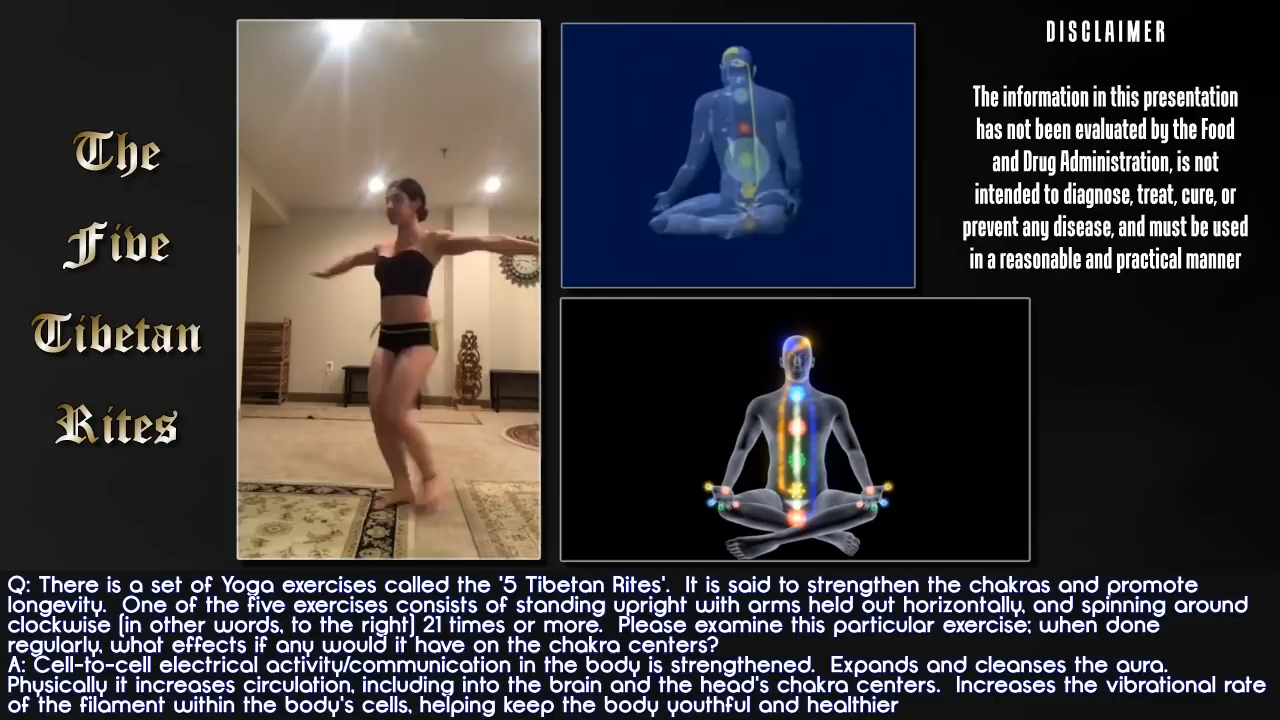 The
Five
Tibetan
Rites
DISCLAIMER
The information in this presentation
has not been evaluated by the Food
and Drug Administration, is not
intended to diagnose, treat, cure, or
prevent any disease, and must be used
in a reasonable and practical manner
Q: There is a set of Yoga exercises called the '5 Tibetan Rites'. It is said to strengthen the chakras and promote
longevity. One of the five exercises consists of standing upright with arms held out horizontally, and spinning around
clockwise (in other words, to the right) 21 times or more. Please examine this particular exercise; when done
regularly, what effects if any would it have on the chakra centers?
A: Cell-to-cell electrical activity/communication in the body is strengthened. Expands and cleanses the aura.
Physically it increases circulation, including into the brain and the head's chakra centers. Increases the vibrational rate
of the filament within the body's cells, helping keep the body youthful and healthier